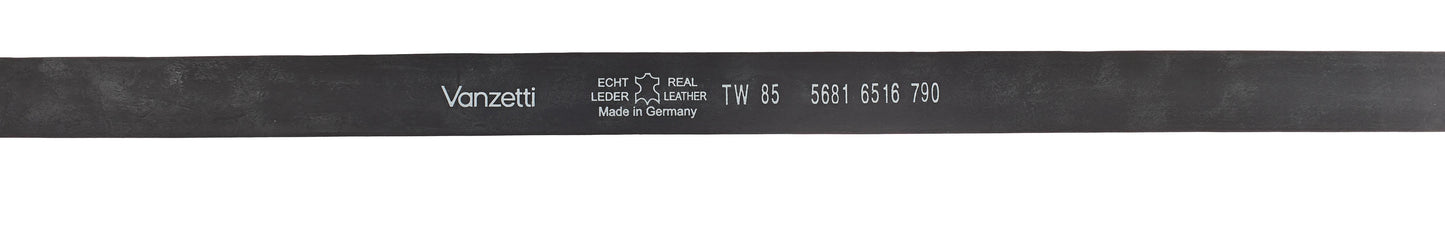 Vanzetti
ECHT REAL
LEDER LEATHER
Made in Germany
TW 85 5681 6516 790